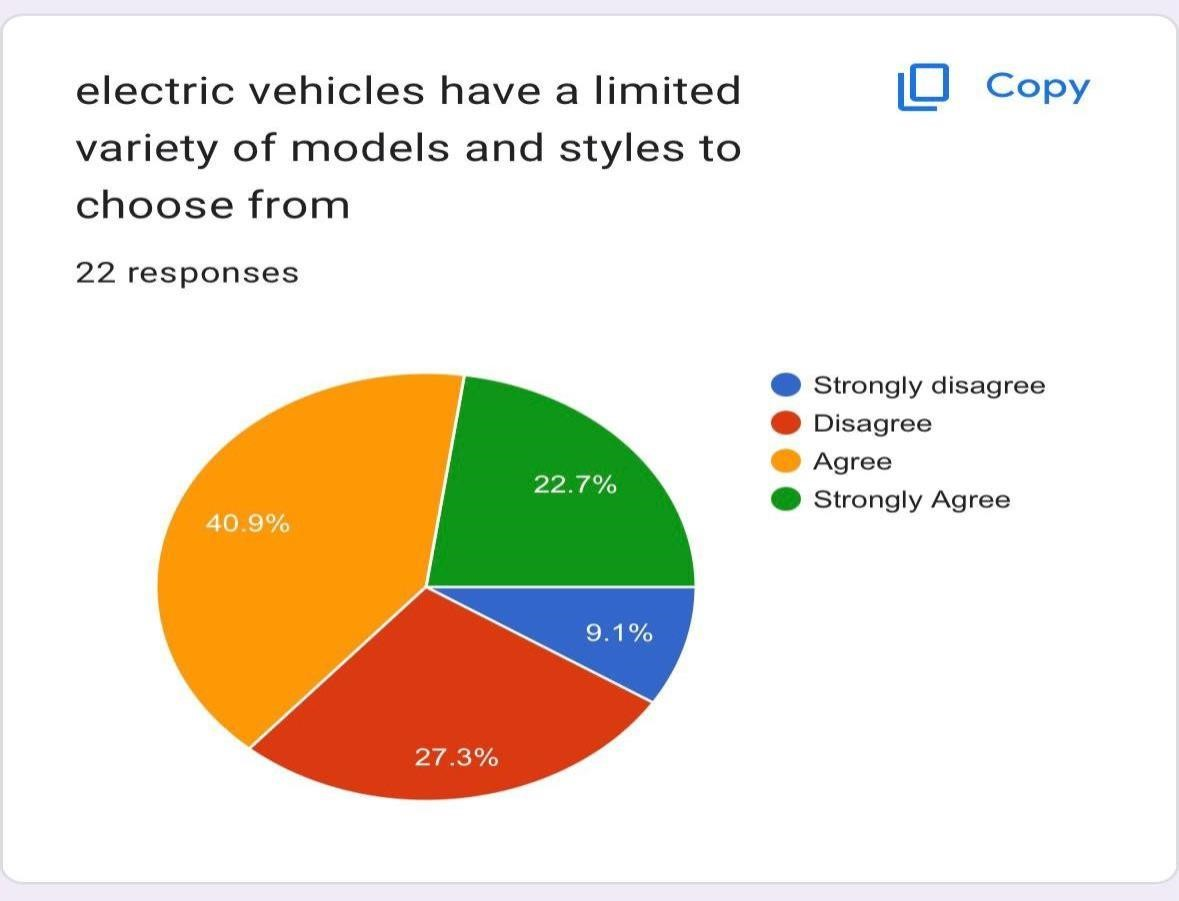 electric vehicles have a limited
variety of models and styles to
choose from
Copy
22 responses
Strongly disagree
Disagree
Agree
Strongly Agree
22.7%
40.9%
9.1%
27.3%